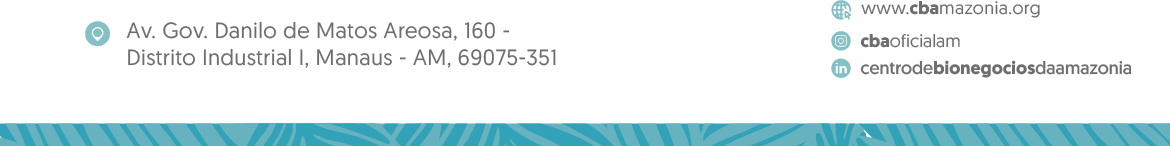 Av. Gov. Danilo de Matos Areosa, 160 -
Distrito Industrial I, Manaus - AM, 69075-351
www.cbamazonia.org
cbaoficialam
centrodebionegociosdaamazonia